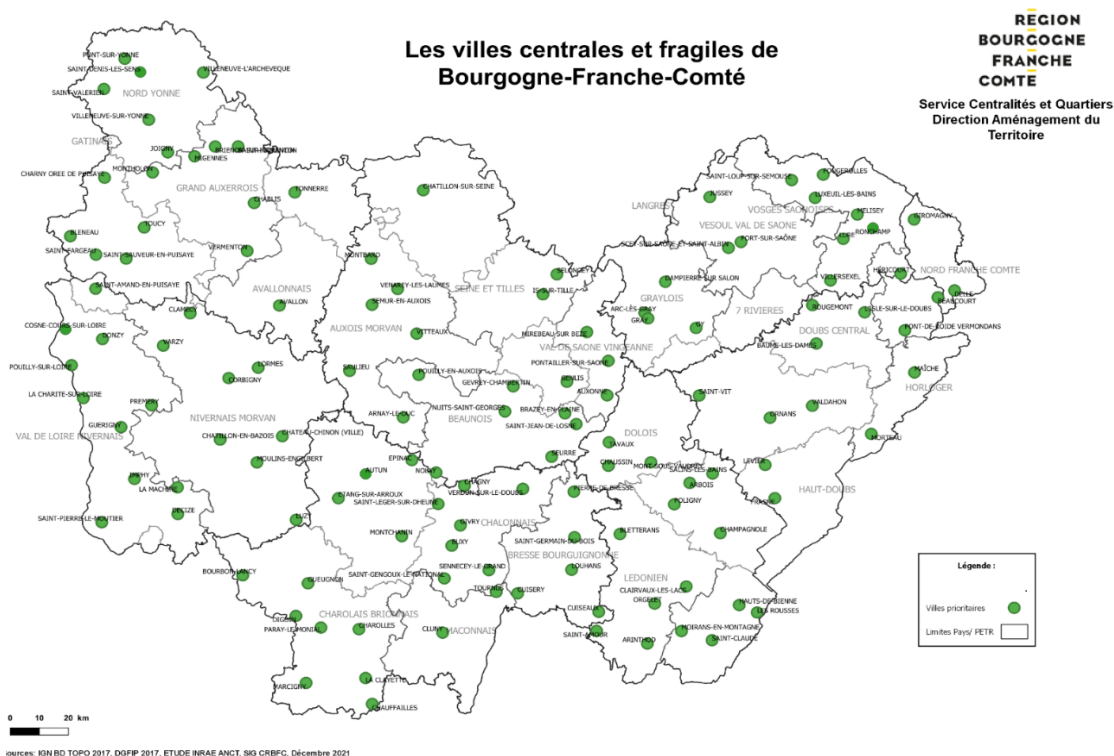 Les villes centrales et fragiles de
Bourgogne-Franche-Comté
RÉGION
BOURGOGNE
FRANCHE
COMTÉ
Service Centralités et Quartiers
Direction Aménagement du
Territoire
PONT-SUR-YONNE
SAINT-DENIS-LES-SENS
VILLENEUVE-L'ARCHEVEQUE
SAINT-VALERIEN
NORD YONNE
VILLENEUVE-SUR-YONNE
GATINAIS
JOIGNY
MIGENNES
CHARNY OREE DE PUISAYE
MONTHOLON
GRAND AUXERROIS
TONNERRE
CHABLIS
CHATILLON-SUR-SEINE
TOUCY
BLENEAU
SAINT-FARGEAU
SAINT-SAUVEUR-EN-PUISAYE
VERMENTON
MONTBARD
SAINT-AMAND-EN-PUISAYE
AVALLONNAIS
AVALLON
CLAMECY
VENAREY-LES-LAUMES
SEMUR-EN-AUXOIS
SEINE ET TILLES
SELONGEY
IS-SUR-TILLE
AUXOIS MORVAN
VITTEAUX
MIREBEAU SUR BEZE
VAL DE SAONE VINGEANNE
PONTAILLER-SUR-SAONE
COSNE-COURS-SUR-LOIRE
DONZY
VARZY
LORMES
CORBIGNY
SAULIEU
POUILLY-EN-AUXOIS
GEVREY-CHAMBERTIN
GENLIS
AUXONNE
POUILLY-SUR-LOIRE
LA CHARITE-SUR-LOIRE
PREMERY
NIVERNAIS MORVAN
ARNAY-LE-DUC
NUITS-SAINT-GEORGES
BEAUNOIS
BRAZEY-EN-PLAINE
SAINT-JEAN-DE-LOSNE
GUERIGNY
VAL DE LOIRE NIVERNAIS
CHATILLON-EN-BAZOIS
CHATEAU-CHINON (VILLE)
MOULINS-ENGILBERT
IMPHY
LA MACHINE
DECIZE
SAINT-PIERRE-LE-MOUTIER
LUZY
AUTUN
EPINAC
NOLAY
SEURRE
CHAGNY
VERDUN-SUR-LE-DOUBS
PIERRE-DE-BRESSE
ETANG-SUR-ARROUX
SAINT-LEGER-SUR-DHEUNE
MONTCHANIN
GIVRY
CHALONNAIS
BUXY
SAINT-GERMAIN-DU-BOIS
BRESSE BOURGUIGNONNE
SENNECEY-LE-GRAND
SAINT-GENGOUX-LE-NATIONAL
LOUHANS
TOURNUS
CUISERY
BOURBON-LANCY
GUEUGNON
CHAROLAIS BRIONNAIS
DIGOIN
PARAY-LE-MONIAL
CHAROLLES
CLUNY
MACONNAIS
MARCIGNY
LA CLAYETTE
CHAUFFAILLES
CUISEAUX
SAINT-AMOUR
ARINTHOD
ORGELET
CLAIRVAUX-LES-LACS
LEDONIEN
BLETTERANS
HAUTS-DE-BIENNE
LES ROUSSES
MOIRANS-EN-MONTAGNE
SAINT-CLAUDE
CHAMPAGNOLE
POLIGNY
ARBOIS
SALINS-LES-BAINS
MONT-SOUS-VAUDREY
CHAUSSIN
TAVAUX
DOLOIS
FRASNE
LEVIER
HAUT-DOUBS
ORNANS
VALDAHON
SAINT-VIT
MORTEAU
MAÎCHE
HORLOGER
PONT-DE-ROIDE VERMONDANS
BAUME-LES-DAMES
DOUBS CENTRAL
L'ISLE-SUR-LE-DOUBS
ROUGEMONT
BEAUCOURT
DELLE
NORD FRANCHE COMTE
HÉRICOURT
VILLERSEXEL
GIROMAGNY
RONCHAMP
LURE
MELISEY
LUXEUIL-LES-BAINS
FOUGEROLLES
SAINT-LOUP-SUR-SEMOUSE
VOSGES SAONOISES
JUSSEY
LANGRES
VESOUL VAL DE SAONE
PORT-SUR-SAÔNE
SCEY-SUR-SAONE-ET-SAINT-ALBIN
DAMPIERRE SUR SALON
GRAYLOIS
7 RIVIERES
ARC-LÈS-GRAY
GRAY
GY
Légende :
Villes prioritaires
Limites Pays/ PETR
0 10 20 km
ources: IGN BD TOPO 2017, DGFIP 2017, ETUDE INRAE ANCT, SIG CRBFC, Décembre 2021